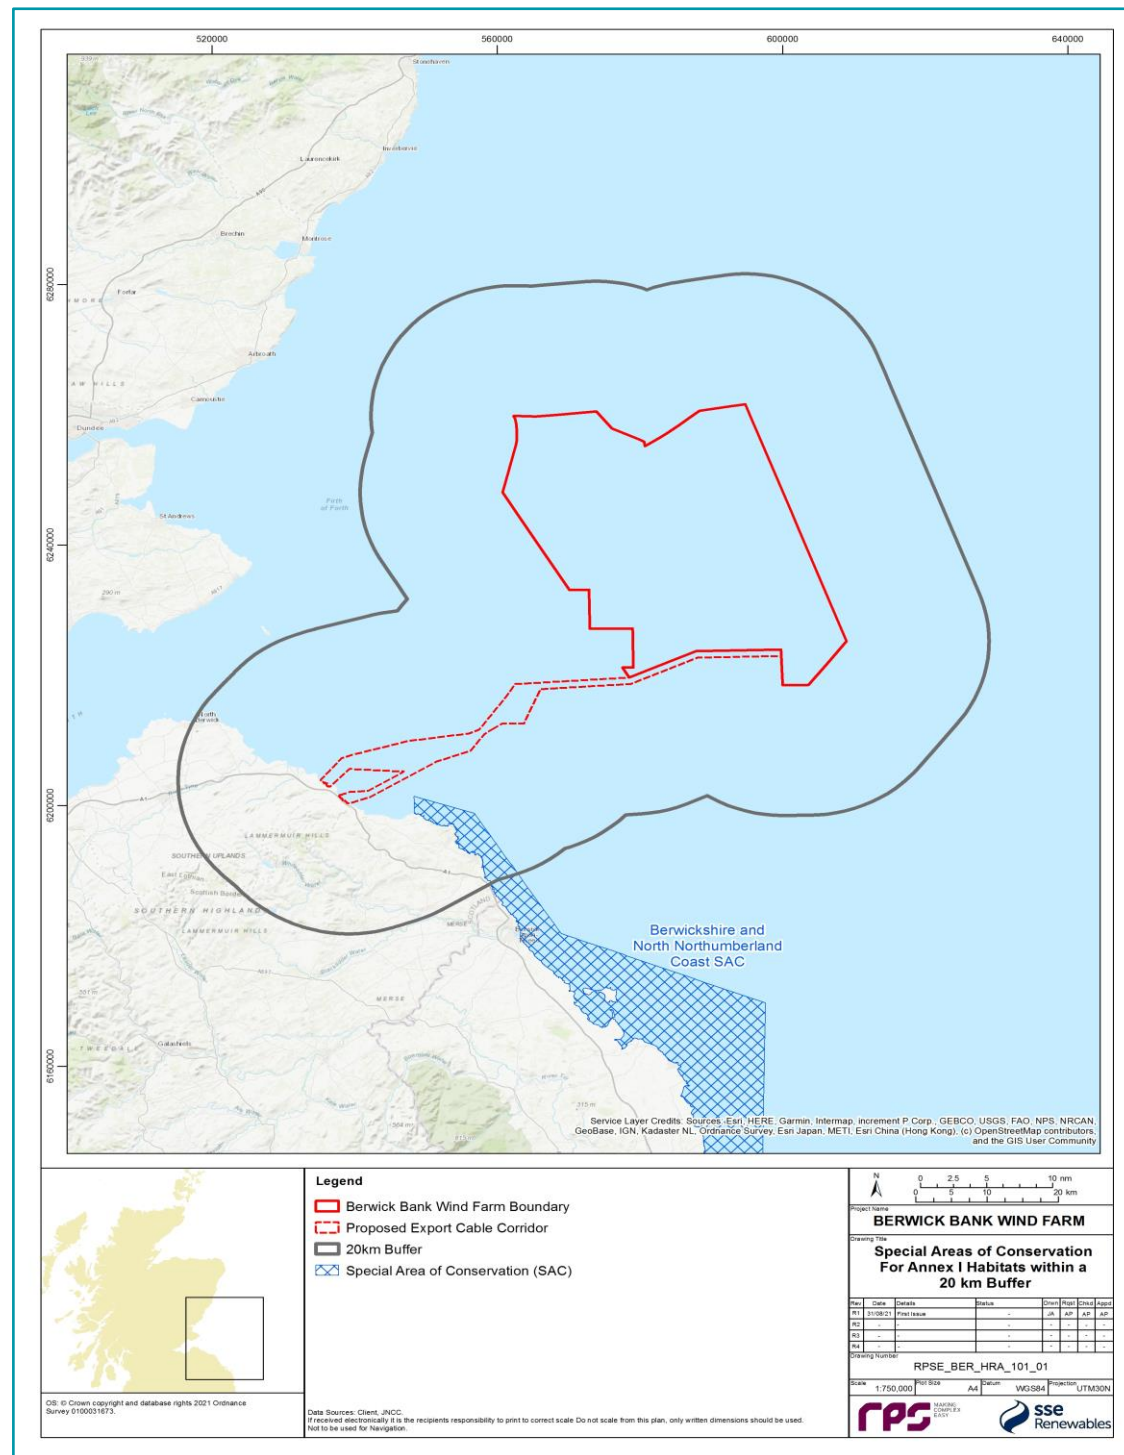 520000
560000
600000
640000
Stonehaven
Inverbervie
Laurencekirk
Brechin
Montrose
Forfar
Arbroath
Carnoustie
Dundee
St Andrews
Firth
of Forth
North
Berwick
A1
LAMMERMUIR HILLS
SOUTHERN UPLANDS
Scottish Borders
SOUTHERN HIGHLANDS
LAMMERMUIR HILLS
MERSE
SCOTLAND
MERSE
Galashiels
TWEEDDALE
6280000
6240000
6200000
6160000
Berwickshire and
North Northumberland
Coast SAC
Service Layer Credits: Sources: Esri, HERE, Garmin, Intermap, increment P Corp., GEBCO, USGS, FAO, NPS, NRCAN,
GeoBase, IGN, Kadaster NL, Ordnance Survey, Esri Japan, METI, Esri China (Hong Kong), (c) OpenStreetMap contributors,
and the GIS User Community
Legend
Berwick Bank Wind Farm Boundary
Proposed Export Cable Corridor
20km Buffer
Special Area of Conservation (SAC)
OS: © Crown copyright and database rights 2021 Ordnance
Survey 0100031673.
Data Sources: Client, JNCC.
If received electronically it is the recipients responsibility to print to correct scale Do not scale from this plan, only written dimensions should be used.
Not to be used for Navigation.
N
0 2.5 5 10 nm
0 5 10 20 km
Project Name
BERWICK BANK WIND FARM
Drawing Title
Special Areas of Conservation
For Annex I Habitats within a
20 km Buffer
Rev Date Details Status Drwn Rqst Chkd Appd
R1 31/08/21 First Issue - JA AP AP AP
R2 - - - - - - -
R3 - - - - - - -
R4 - - - - - - -
Drawing Number
RPSE_BER_HRA_101_01
Scale 1:750,000 Plot Size A4 Datum WGS84 Projection UTM30N
rps MAKING
COMPLEX
EASY
sse
Renewables